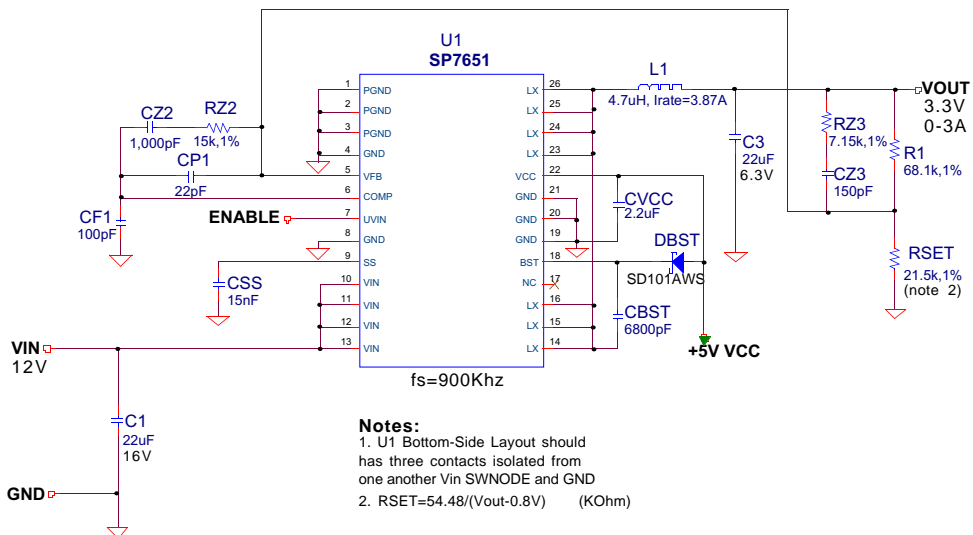 U1
SP7651
1 PGND
2 PGND
3 PGND
4 GND
5 VFB
6 COMP
7 UVIN
8 GND
9 SS
10 VIN
11 VIN
12 VIN
13 VIN
LX 26
LX 25
LX 24
LX 23
VCC 22
GND 21
GND 20
GND 19
BST 18
NC 17
LX 16
LX 15
LX 14
fs=900Khz
CZ2
1,000pF
RZ2
15k,1%
CP1
22pF
CF1
100pF
ENABLE
CSS
15nF
VIN
12V
C1
22uF
16V
GND
L1
4.7uH, Irate=3.87A
VOUT
3.3V
0-3A
C3
22uF
6.3V
RZ3
7.15k,1%
CZ3
150pF
R1
68.1k,1%
RSET
21.5k,1%
(note 2)
CVCC
2.2uF
DBST
SD101AWS
CBST
6800pF
+5V VCC
Notes:
1. U1 Bottom-Side Layout should
has three contacts isolated from
one another Vin SWNODE and GND
2. RSET=54.48/(Vout-0.8V) (KOhm)